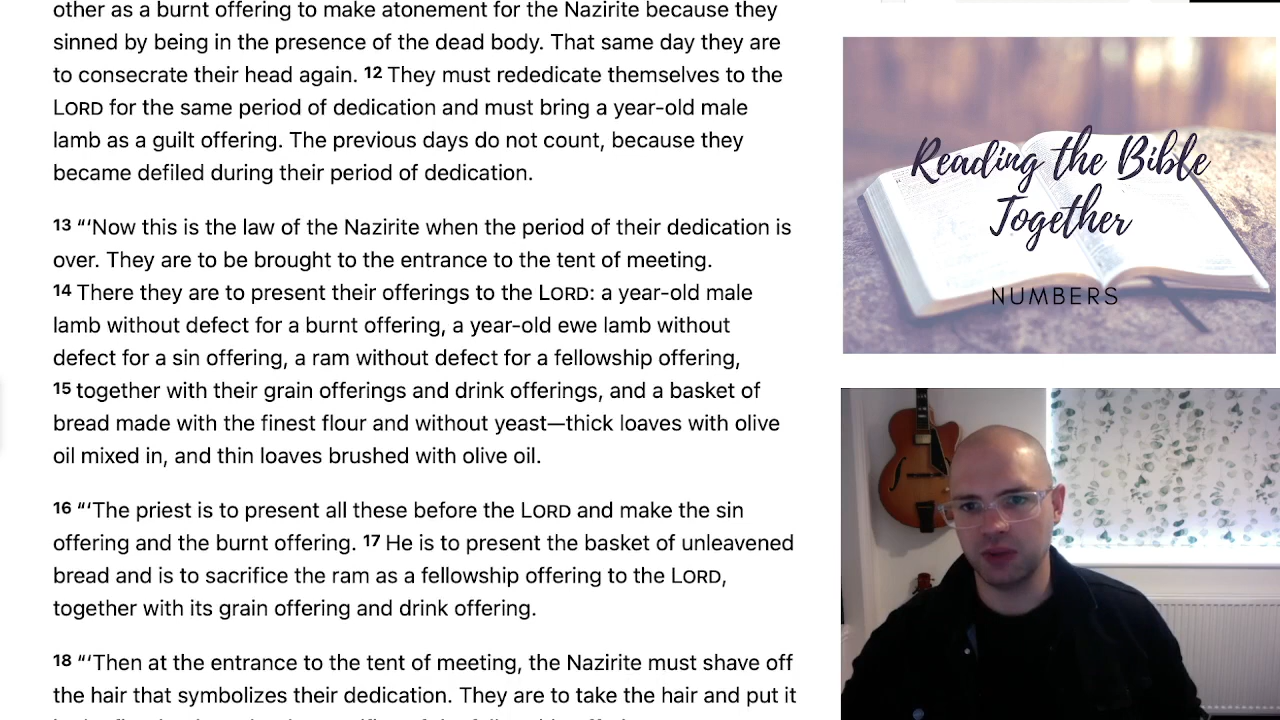 other as a burnt offering to make atonement for the Nazirite because they
sinned by being in the presence of the dead body. That same day they are
to consecrate their head again. 12 They must rededicate themselves to the
LORD for the same period of dedication and must bring a year-old male
lamb as a guilt offering. The previous days do not count, because they
became defiled during their period of dedication.
13 “‘Now this is the law of the Nazirite when the period of their dedication is
over. They are to be brought to the entrance to the tent of meeting.
14 There they are to present their offerings to the LORD: a year-old male
lamb without defect for a burnt offering, a year-old ewe lamb without
defect for a sin offering, a ram without defect for a fellowship offering,
15 together with their grain offerings and drink offerings, and a basket of
bread made with the finest flour and without yeast—thick loaves with olive
oil mixed in, and thin loaves brushed with olive oil.
16 “‘The priest is to present all these before the LORD and make the sin
offering and the burnt offering. 17 He is to present the basket of unleavened
bread and is to sacrifice the ram as a fellowship offering to the LORD,
together with its grain offering and drink offering.
18 “‘Then at the entrance to the tent of meeting, the Nazirite must shave off
the hair that symbolizes their dedication. They are to take the hair and put it
Reading the Bible
Together
NUMBERS